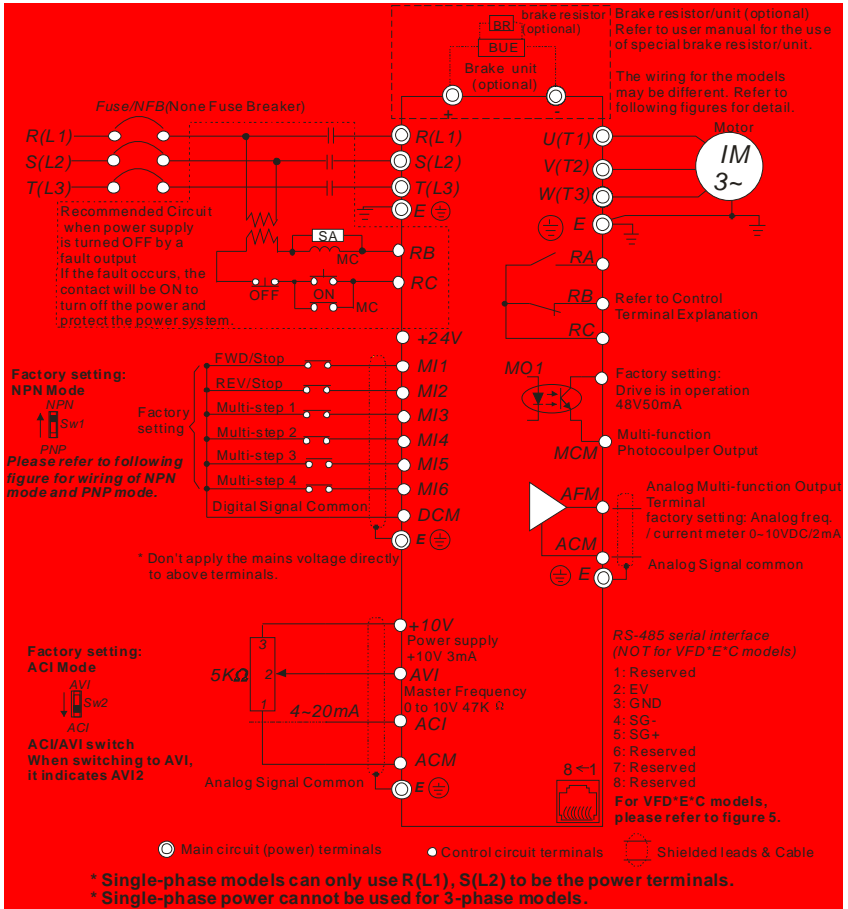 brake resistor
(optional)
BR
BUE
Brake unit
(optional)
Brake resistor/unit (optional)
Refer to user manual for the use
of special brake resistor/unit.
The wiring for the models
may be different. Refer to
following figures for detail.
+
-
Fuse/NFB(None Fuse Breaker)
R(L1)
S(L2)
T(L3)
R(L1)
S(L2)
T(L3)
E
U(T1)
V(T2)
W(T3)
E
Motor
IM
3~
Recommended Circuit
when power supply
is turned OFF by a
fault output
If the fault occurs, the
contact will be ON to
turn off the power and
protect the power system.
SA
MC
OFF
ON
MC
RB
RC
RA
RB
RC
Refer to Control
Terminal Explanation
+24V
Factory setting:
NPN Mode
NPN
Sw1
PNP
Please refer to following
figure for wiring of NPN
mode and PNP mode.
Factory
setting
FWD/Stop
REV/Stop
Multi-step 1
Multi-step 2
Multi-step 3
Multi-step 4
Digital Signal Common
MI1
MI2
MI3
MI4
MI5
MI6
DCM
E
* Don't apply the mains voltage directly
to above terminals.
MO1
Factory setting:
Drive is in operation
48V50mA
Multi-function
Photocoulper Output
MCM
AFM
ACM
E
Analog Multi-function Output
Terminal
factory setting: Analog freq.
/ current meter 0~10VDC/2mA
Analog Signal common
Factory setting:
ACI Mode
AVI
Sw2
ACI
ACI/AVI switch
When switching to AVI,
it indicates AVI2
5KΩ
3
2
1
4~20mA
Analog Signal Common
+10V
Power supply
+10V 3mA
AVI
Master Frequency
0 to 10V 47K Ω
ACI
ACM
E
RS-485 serial interface
(NOT for VFD*E*C models)
1: Reserved
2: EV
3: GND
4: SG-
5: SG+
6: Reserved
7: Reserved
8: Reserved
For VFD*E*C models,
please refer to figure 5.
8←1
Main circuit (power) terminals
Control circuit terminals
Shielded leads & Cable
* Single-phase models can only use R(L1), S(L2) to be the power terminals.
* Single-phase power cannot be used for 3-phase models.